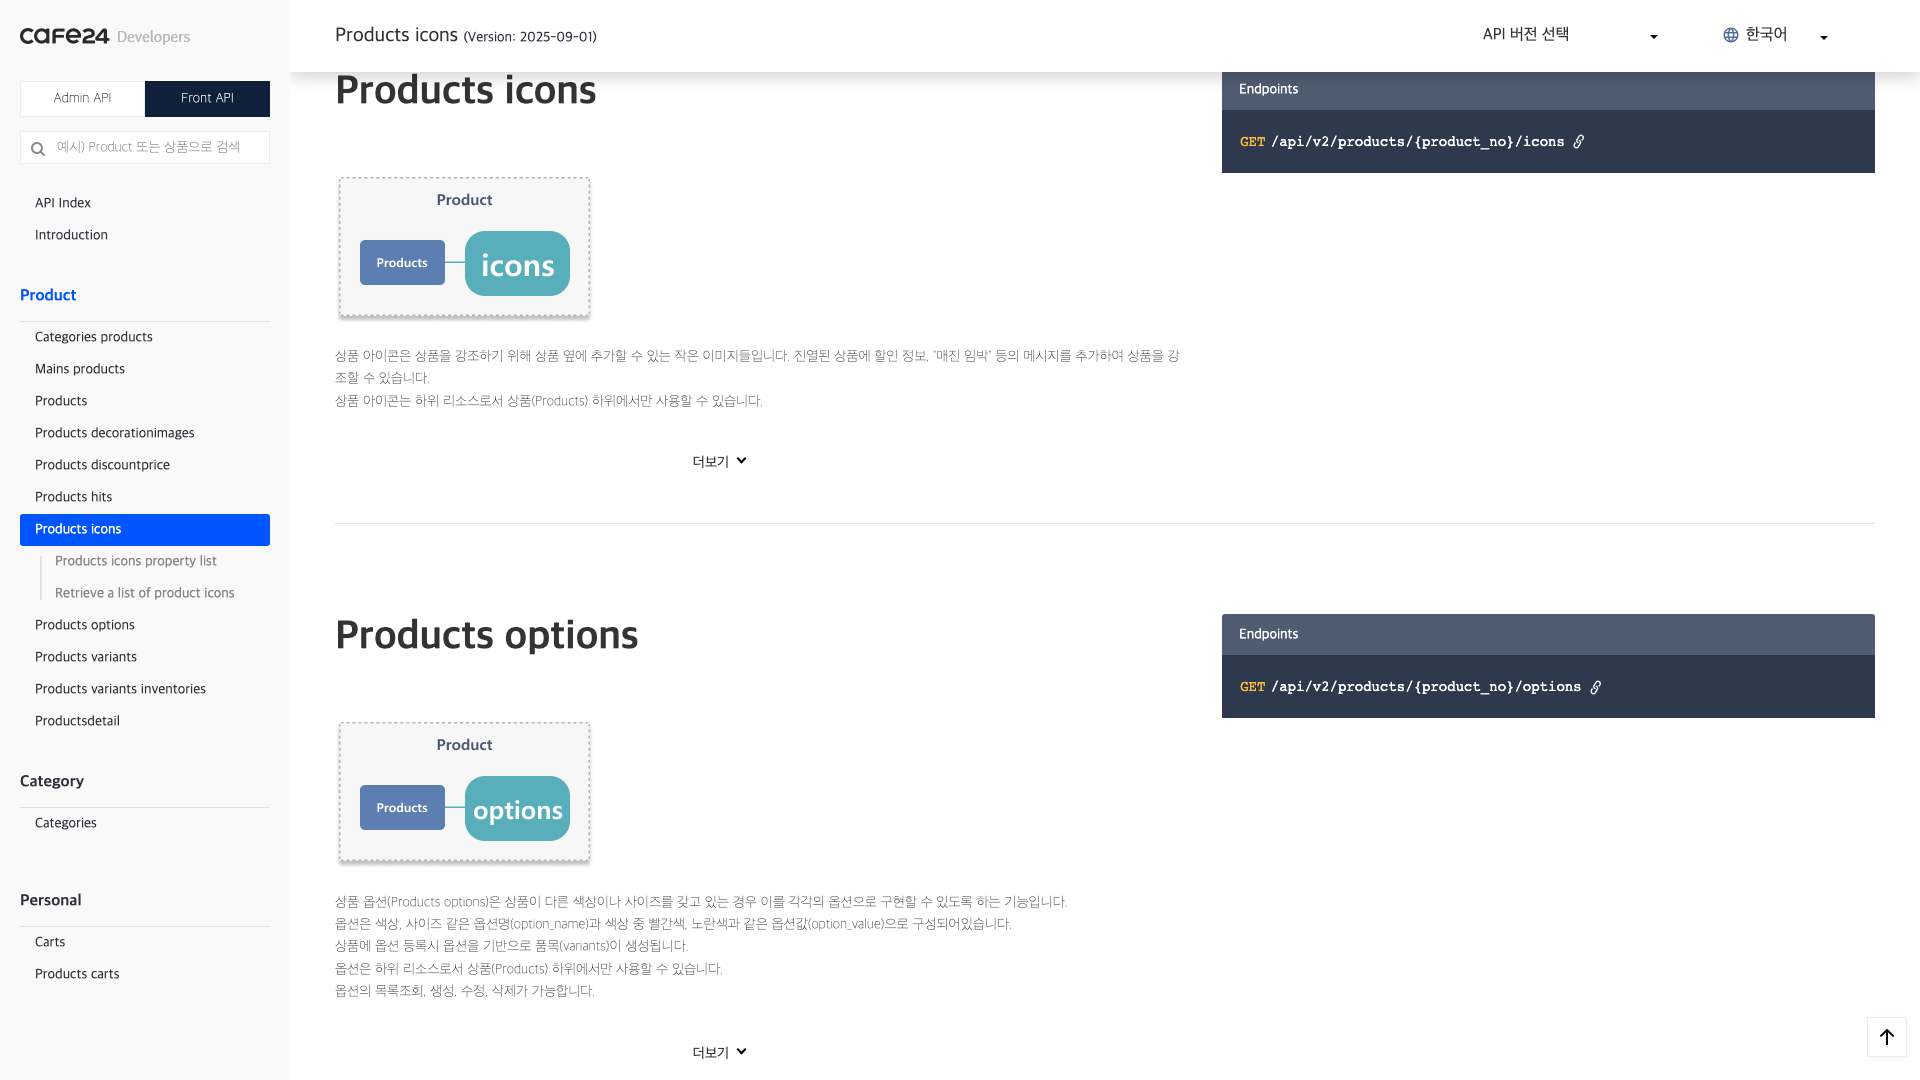 cafe24 Developers
Admin API
Front API
예시) Product 또는 상품으로 검색
API Index
Introduction
Product
Categories products
Mains products
Products
Products decorationimages
Products discountprice
Products hits
Products icons
Products icons property list
Retrieve a list of product icons
Products options
Products variants
Products variants inventories
Productsdetail
Category
Categories
Personal
Carts
Products carts
Products icons (Version: 2025-09-01)
API 버전 선택
한국어
Products icons
Product
Products
icons
상품 아이콘은 상품을 강조하기 위해 상품 옆에 추가할 수 있는 작은 이미지들입니다. 진열된 상품에 할인 정보, "매진 임박" 등의 메시지를 추가하여 상품을 강
조할 수 있습니다.
상품 아이콘는 하위 리소스로서 상품(Products) 하위에서만 사용할 수 있습니다.
더보기
Endpoints
GET /api/v2/products/{product_no}/icons
Products options
Product
Products
options
상품 옵션(Products options)은 상품이 다른 색상이나 사이즈를 갖고 있는 경우 이를 각각의 옵션으로 구현할 수 있도록 하는 기능입니다.
옵션은 색상, 사이즈 같은 옵션명(option_name)과 색상 중 빨간색, 노란색과 같은 옵션값(option_value)으로 구성되어있습니다.
상품에 옵션 등록시 옵션을 기반으로 품목(variants)이 생성됩니다.
옵션은 하위 리소스로서 상품(Products) 하위에서만 사용할 수 있습니다.
옵션의 목록조회, 생성, 수정, 삭제가 가능합니다.
더보기
Endpoints
GET /api/v2/products/{product_no}/options